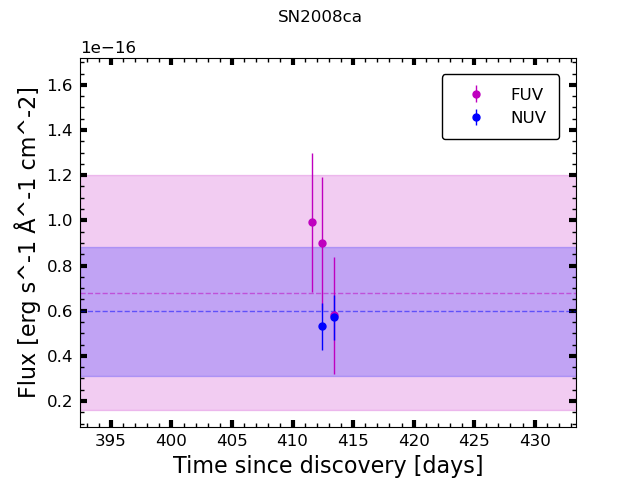 SN2008ca
1e−16
FUV
NUV
1.6
1.4
1.2
1.0
0.8
0.6
0.4
0.2
Flux [erg s^-1 Å^-1 cm^-2]
395 400 405 410 415 420 425 430
Time since discovery [days]